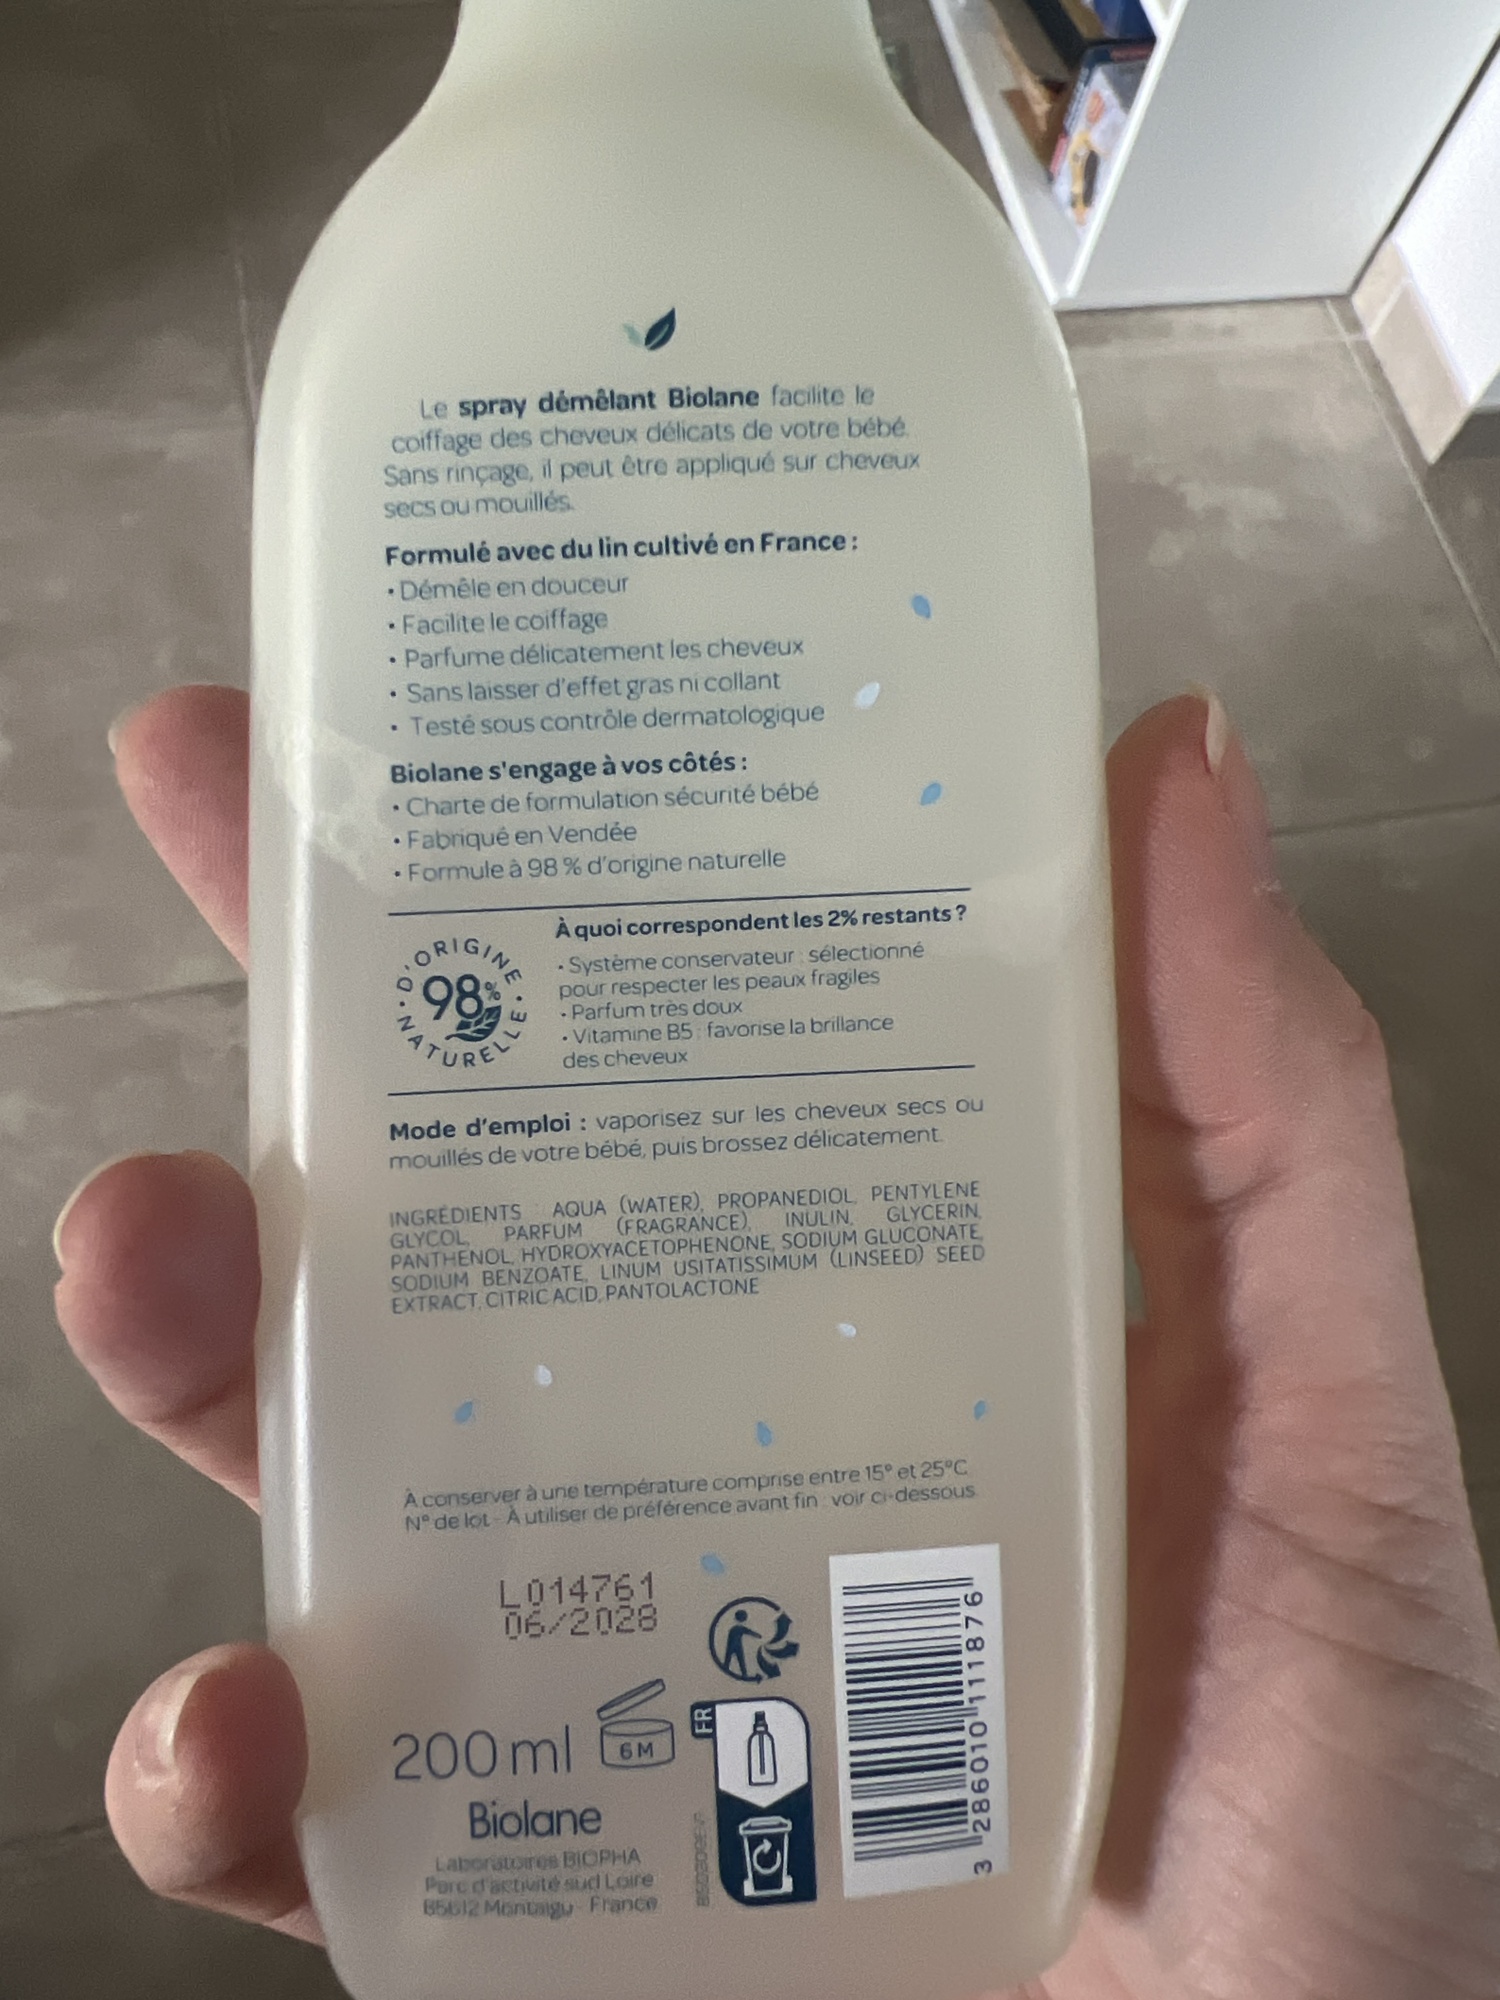 Le spray démêlant Biolane facilite le
coiffage des cheveux délicats de votre bébé.
Sans rinçage, il peut être appliqué sur cheveux
secs ou mouillés.
Formulé avec du lin cultivé en France :
• Démêle en douceur
• Facilite le coiffage
• Parfume délicatement les cheveux
• Sans laisser d'effet gras ni collant
• Testé sous contrôle dermatologique
Biolane s'engage à vos côtés :
• Charte de formulation sécurité bébé
• Fabriqué en Vendée
• Formule à 98 % d'origine naturelle
98% D'ORIGINE NATURELLE
À quoi correspondent les 2% restants ?
• Système conservateur : sélectionné
pour respecter les peaux fragiles
• Parfum très doux
• Vitamine B5 : favorise la brillance
des cheveux
Mode d'emploi : vaporisez sur les cheveux secs ou
mouillés de votre bébé, puis brossez délicatement.
INGRÉDIENTS : AQUA (WATER), PROPANEDIOL, PENTYLENE
GLYCOL, PARFUM (FRAGRANCE), INULIN, GLYCERIN,
PANTHENOL, HYDROXYACETOPHENONE, SODIUM GLUCONATE,
SODIUM BENZOATE, LINUM USITATISSIMUM (LINSEED) SEED
EXTRACT, CITRIC ACID, PANTOLACTONE
À conserver à une température comprise entre 15° et 25°C
N° de lot - À utiliser de préférence avant fin : voir ci-dessous.
L014761
06/2028
200 ml
6M
FR
Biolane
Laboratoires BIOPHA
Parc d'activité sud Loire
85612 Montaigu - France
3 286010 111876